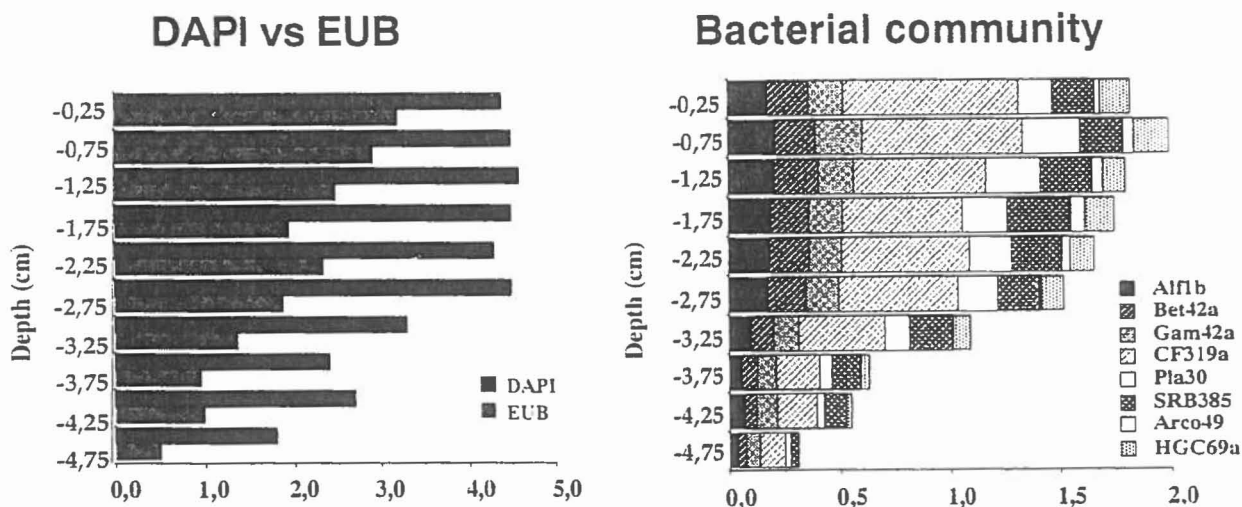 DAPI vs EUB
Depth (cm)
-0,25
-0,75
-1,25
-1,75
-2,25
-2,75
-3,25
-3,75
-4,25
-4,75
0,0 1,0 2,0 3,0 4,0 5,0
DAPI
EUB
Bacterial community
Depth (cm)
-0,25
-0,75
-1,25
-1,75
-2,25
-2,75
-3,25
-3,75
-4,25
-4,75
0,0 0,5 1,0 1,5 2,0
Alf1b
Bet42a
Gam42a
CF319a
Pla30
SRB385
Arco49
HGC69a